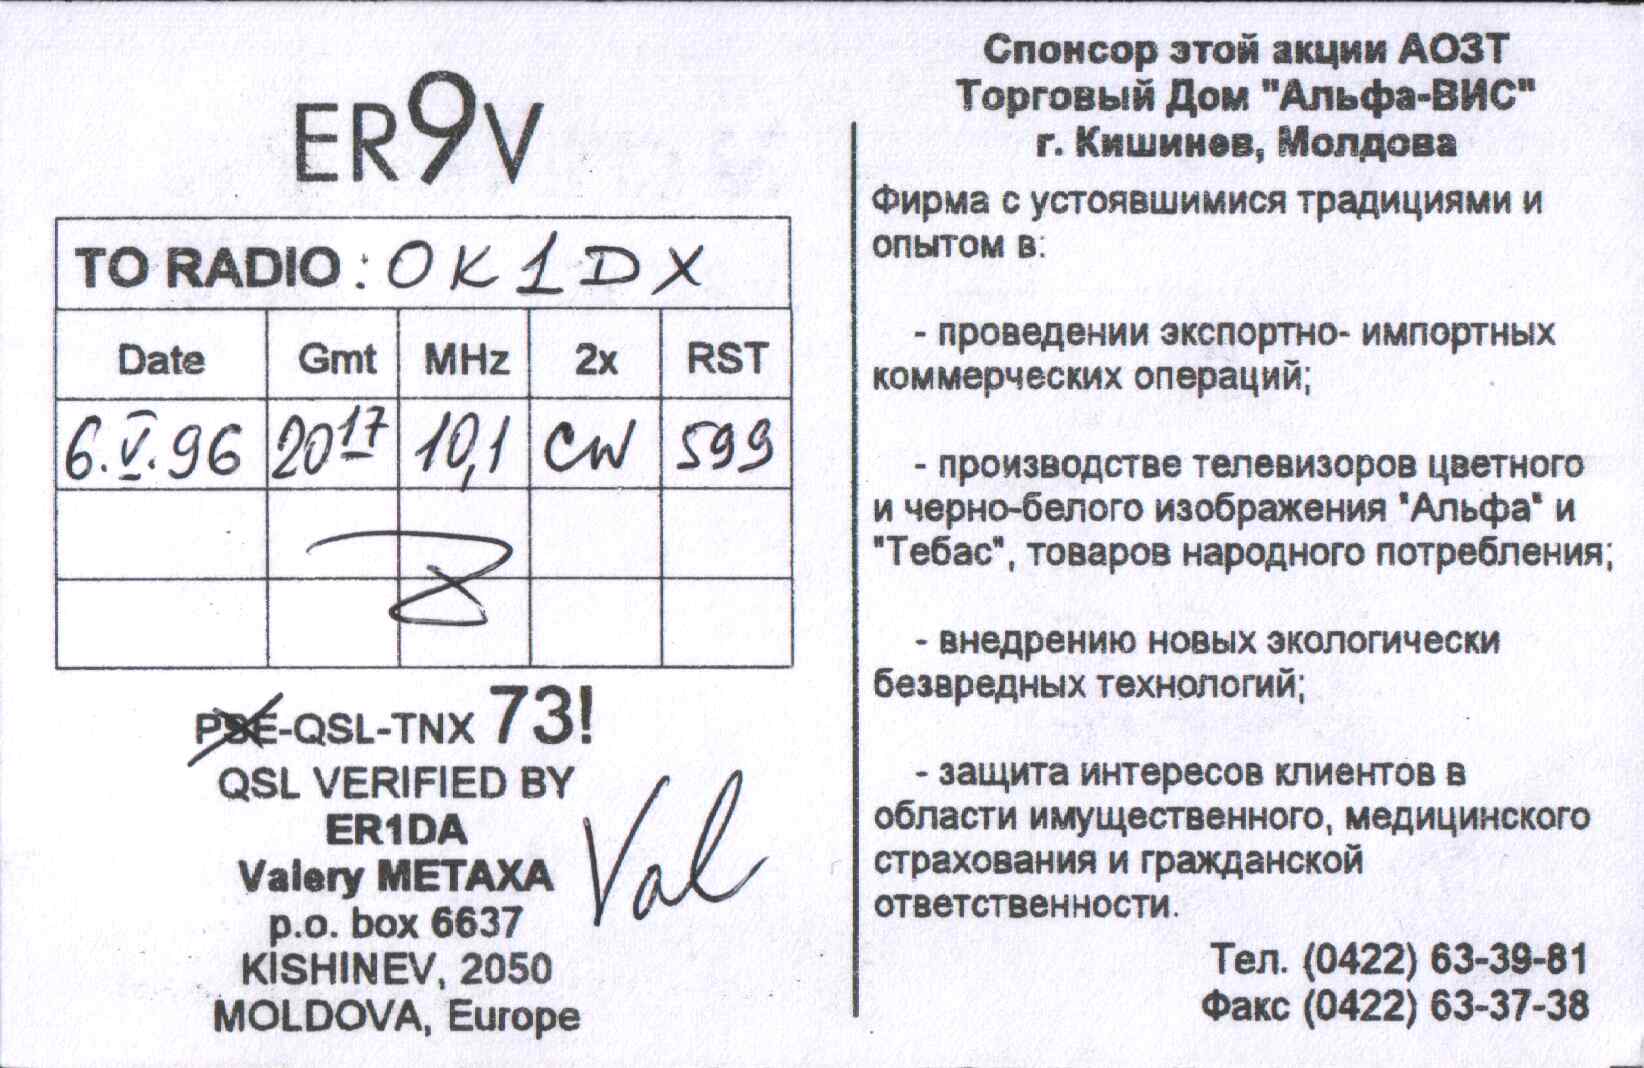 ER9V
TO RADIO : OK1DX
Date Gmt MHz 2x RST
6.V.96 20 17 10,1 CW 599
PSE-QSL-TNX 73!
QSL VERIFIED BY
ER1DA
Valery METAXA
Val
p.o. box 6637
KISHINEV, 2050
MOLDOVA, Europe
Спонсор этой акции АОЗТ
Торговый Дом "Альфа-ВИС"
г. Кишинев, Молдова
Фирма с устоявшимися традициями и
опытом в:
- проведении экспортно- импортных
коммерческих операций;
- производстве телевизоров цветного
и черно-белого изображения "Альфа" и
"Тебас", товаров народного потребления;
- внедрению новых экологически
безвредных технологий;
- защита интересов клиентов в
области имущественного, медицинского
страхования и гражданской
ответственности.
Тел. (0422) 63-39-81
Факс (0422) 63-37-38